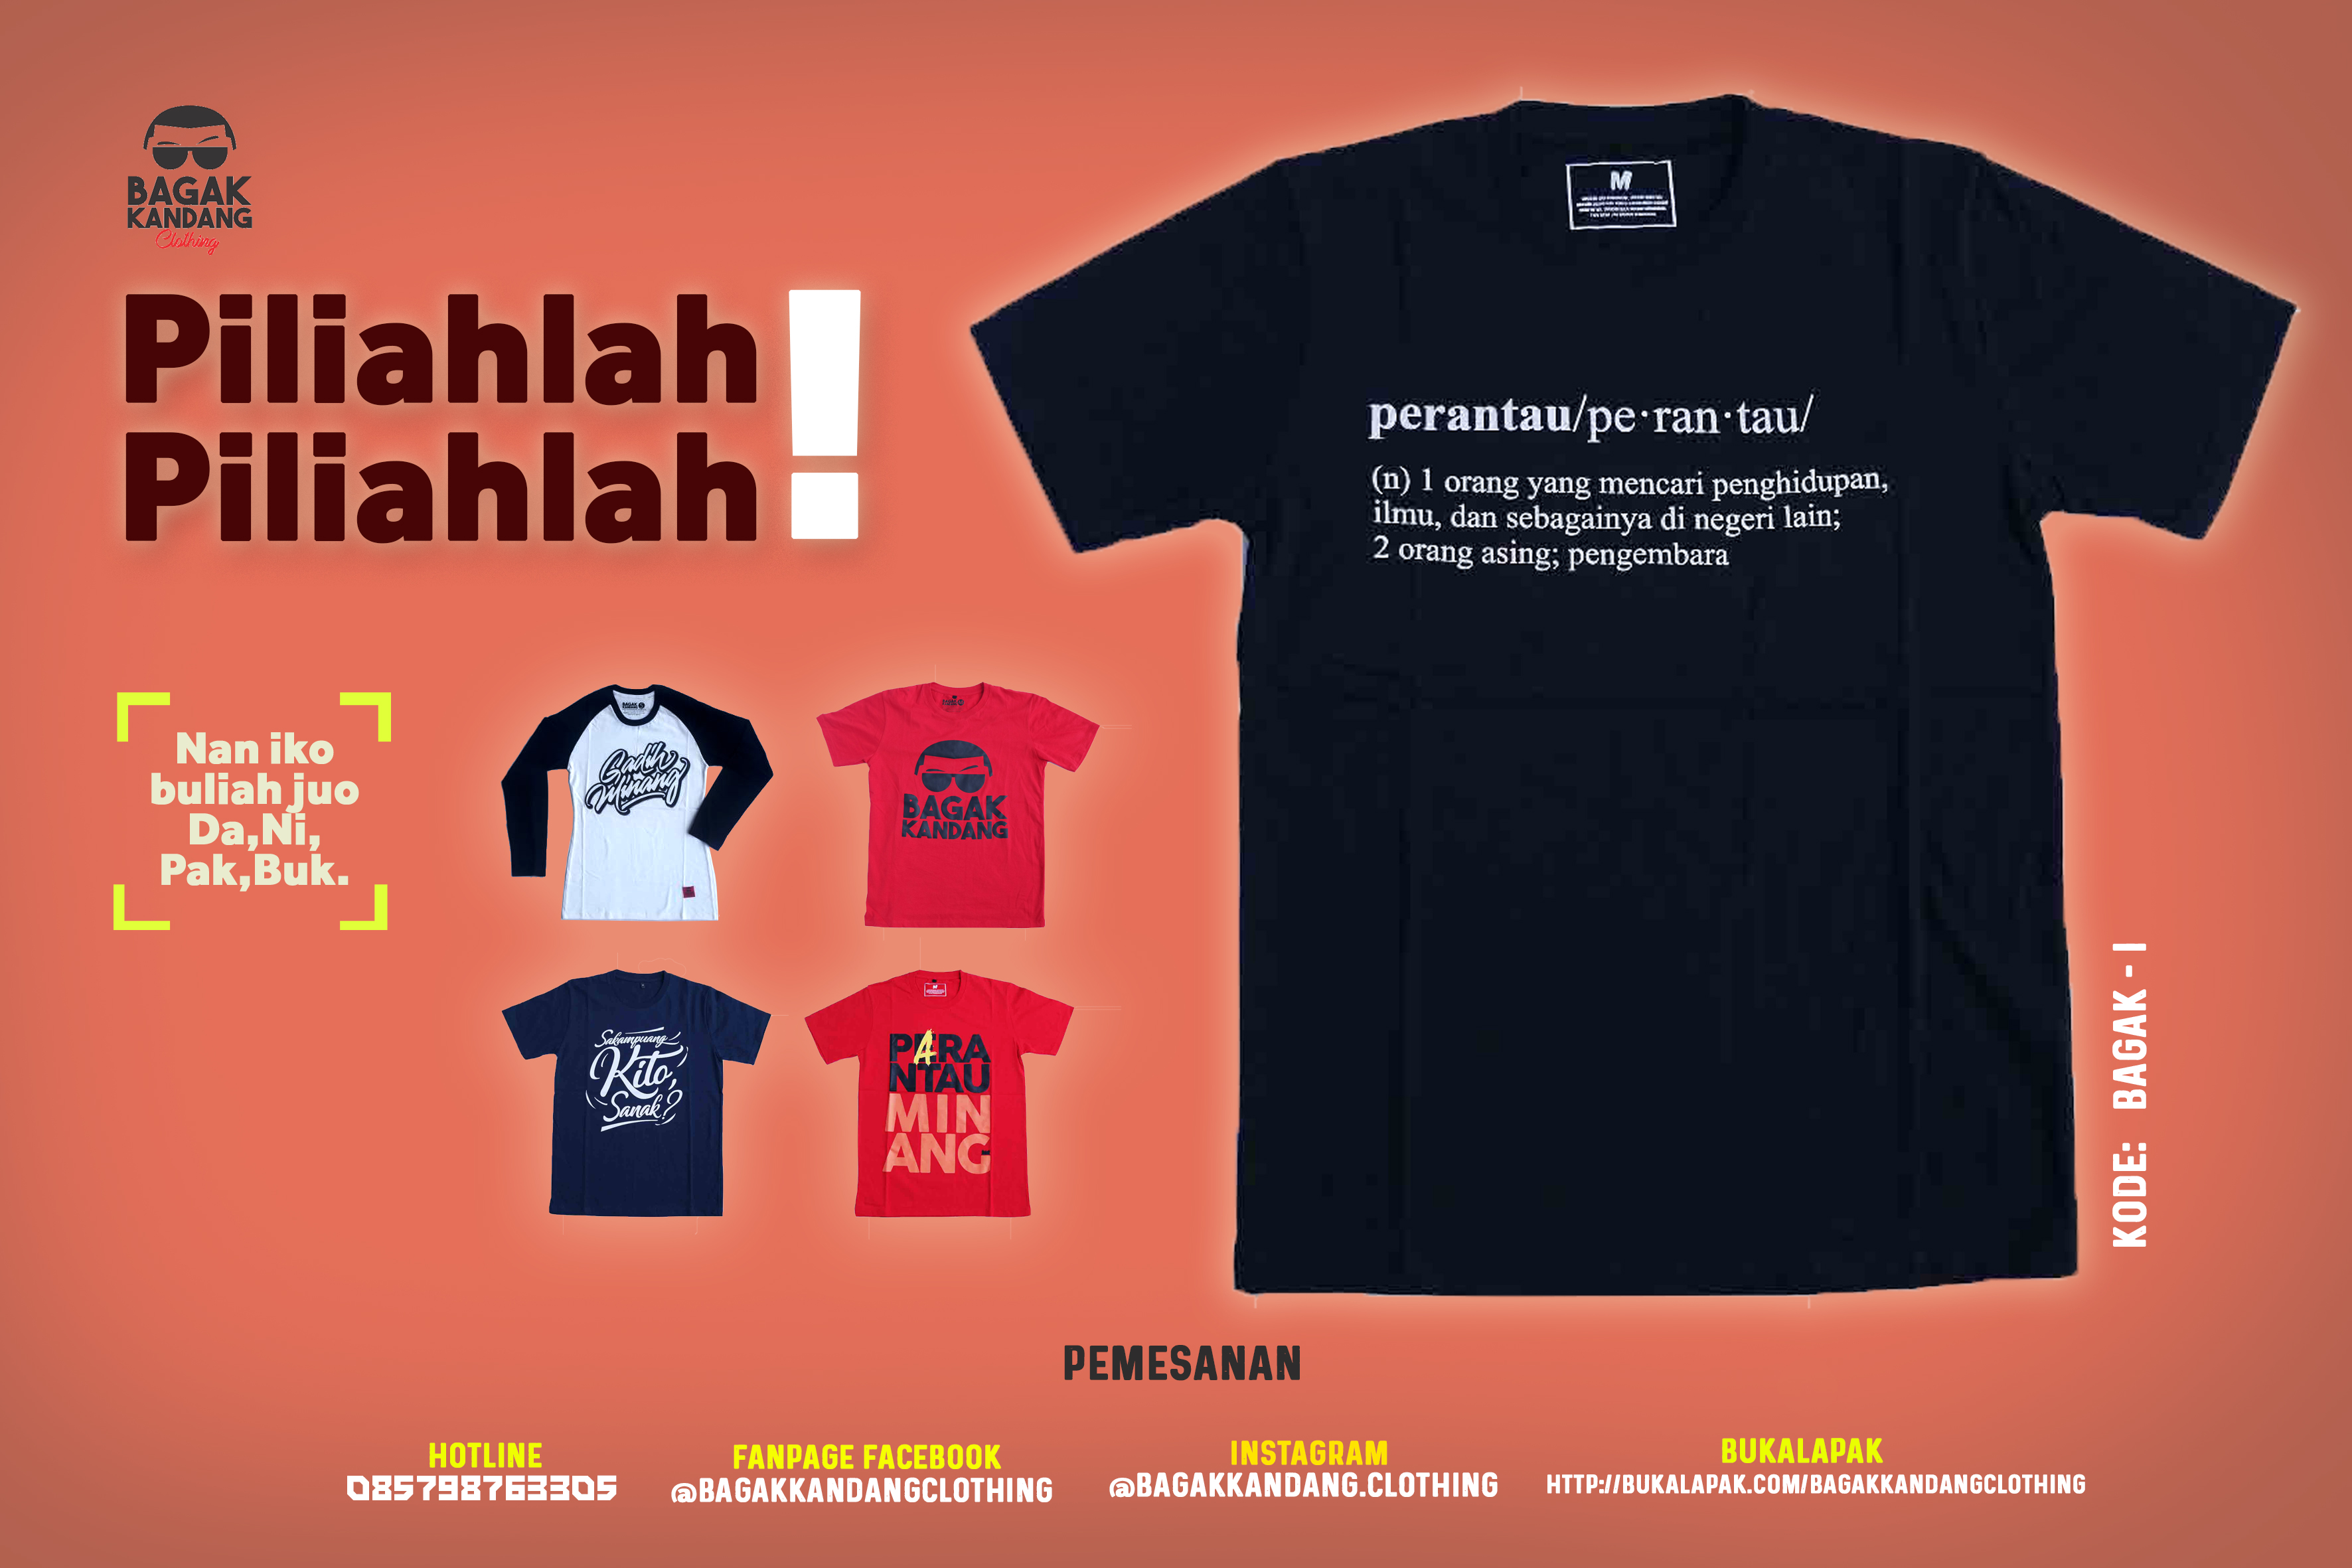 BAGAK
KANDANG
Clothing
Piliahlah
Piliahlah
!
Nan iko
buliah juo
Da,Ni,
Pak,Buk.
Minang
BAGAK
KANDANG
Sakampuang
Kito
Sanak?
PERA
NTAU
MIN
ANG
M
perantau/pe·ran·tau/
(n) 1 orang yang mencari penghidupan,
ilmu, dan sebagainya di negeri lain;
2 orang asing; pengembara
KODE: BAGAK - 1
PEMESANAN
HOTLINE
085798763305
FANPAGE FACEBOOK
@BAGAKKANDANGCLOTHING
INSTAGRAM
@BAGAKKANDANG.CLOTHING
BUKALAPAK
HTTP://BUKALAPAK.COM/BAGAKKANDANGCLOTHING